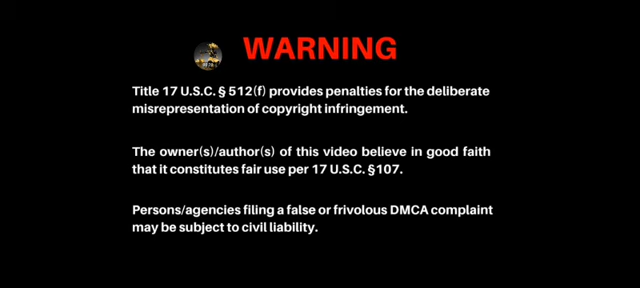 WARNING
Title 17 U.S.C. § 512(f) provides penalties for the deliberate
misrepresentation of copyright infringement.
The owner(s)/author(s) of this video believe in good faith
that it constitutes fair use per 17 U.S.C. §107.
Persons/agencies filing a false or frivolous DMCA complaint
may be subject to civil liability.